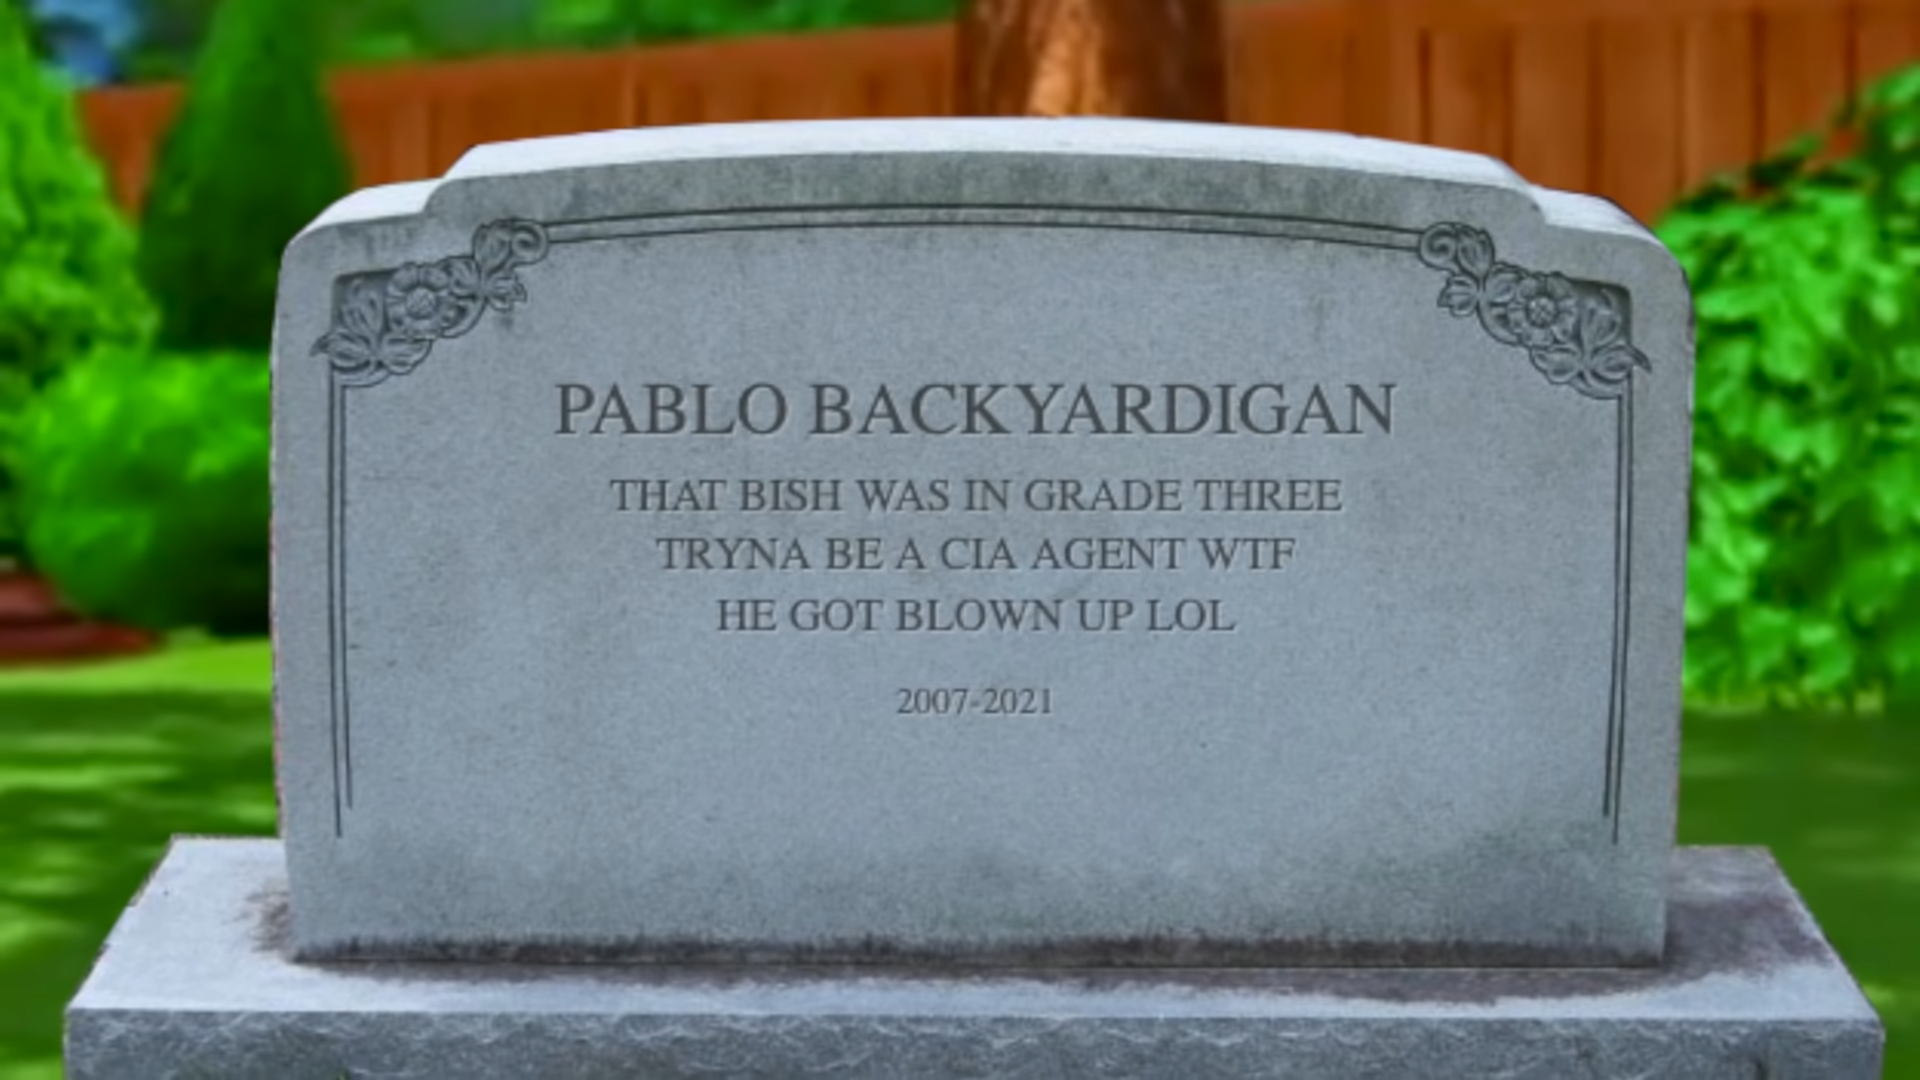 PABLO BACKYARDIGAN
THAT BISH WAS IN GRADE THREE
TRYNA BE A CIA AGENT WTF
HE GOT BLOWN UP LOL
2007-2021